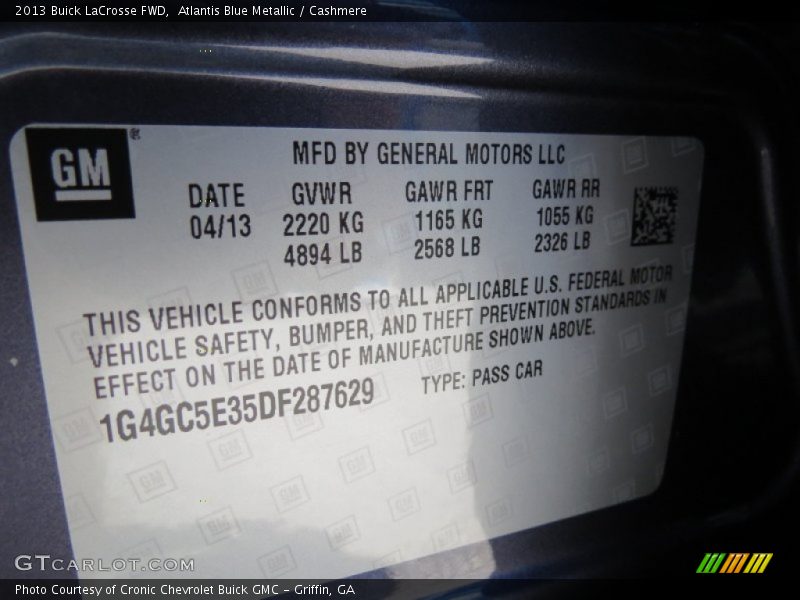 2013 Buick LaCrosse FWD, Atlantis Blue Metallic / Cashmere
GM®
MFD BY GENERAL MOTORS LLC
DATE GVWR GAWR FRT GAWR RR
04/13 2220 KG 1165 KG 1055 KG
4894 LB 2568 LB 2326 LB
THIS VEHICLE CONFORMS TO ALL APPLICABLE U.S. FEDERAL MOTOR
VEHICLE SAFETY, BUMPER, AND THEFT PREVENTION STANDARDS IN
EFFECT ON THE DATE OF MANUFACTURE SHOWN ABOVE.
1G4GC5E35DF287629 TYPE: PASS CAR
GTCARLOT.COM
Photo Courtesy of Cronic Chevrolet Buick GMC – Griffin, GA